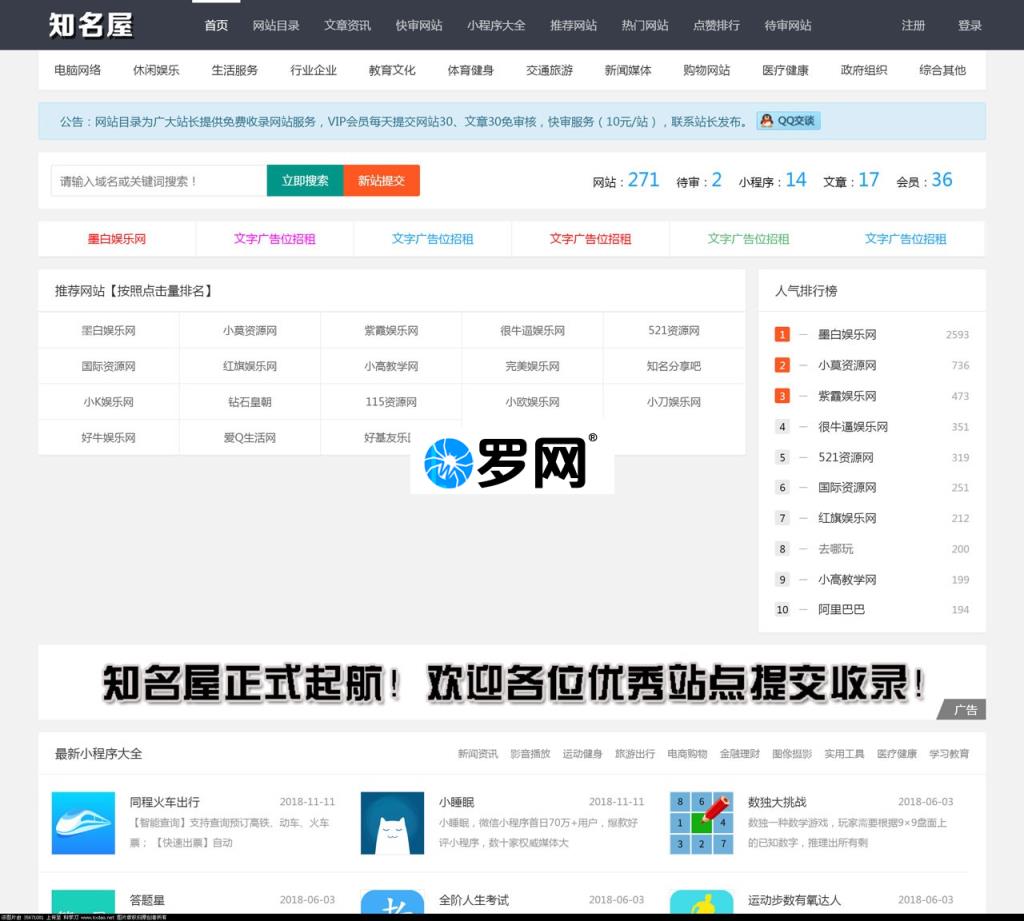 知名屋 首页 网站目录 文章资讯 快审网站 小程序大全 推荐网站 热门网站 点赞排行 待审网站 注册 登录
电脑网络 休闲娱乐 生活服务 行业企业 教育文化 体育健身 交通旅游 新闻媒体 购物网站 医疗健康 政府组织 综合其他
公告：网站目录为广大站长提供免费收录网站服务，VIP会员每天提交网站30、文章30免审核，快审服务（10元/站），联系站长发布。 QQ交谈
请输入域名或关键词搜索！ 立即搜索 新站提交 网站：271 待审：2 小程序：14 文章：17 会员：36
墨白娱乐网 文字广告位招租 文字广告位招租 文字广告位招租 文字广告位招租 文字广告位招租
推荐网站【按照点击量排名】
墨白娱乐网 小莫资源网 紫霞娱乐网 很牛逼娱乐网 521资源网
国际资源网 红旗娱乐网 小高教学网 完美娱乐网 知名分享吧
小K娱乐网 钻石皇朝 115资源网 小欧娱乐网 小刀娱乐网
好牛娱乐网 爱Q生活网 好基友乐
罗网®
人气排行榜
1 — 墨白娱乐网 2593
2 — 小莫资源网 736
3 — 紫霞娱乐网 473
4 — 很牛逼娱乐网 351
5 — 521资源网 319
6 — 国际资源网 251
7 — 红旗娱乐网 212
8 — 去哪玩 200
9 — 小高教学网 199
10 — 阿里巴巴 194
知名屋正式起航！欢迎各位优秀站点提交收录！
广告
最新小程序大全 新闻资讯 影音播放 运动健身 旅游出行 电商购物 金融理财 图像摄影 实用工具 医疗健康 学习教育
同程火车出行 2018-11-11
【智能查询】支持查询预订高铁、动车、火车
票； 【快速出票】自动
小睡眠 2018-11-11
小睡眠，微信小程序首日70万+用户，爆款好
评小程序，数十家权威媒体大
8 6
1 4
3 2 7
数独大挑战 2018-06-03
数独一种数学游戏，玩家需要根据9×9盘面上
的已知数字，推理出所有剩
答题星 2018-06-03
全阶人生考试 2018-06-03
运动步数有氧达人 2018-06-03